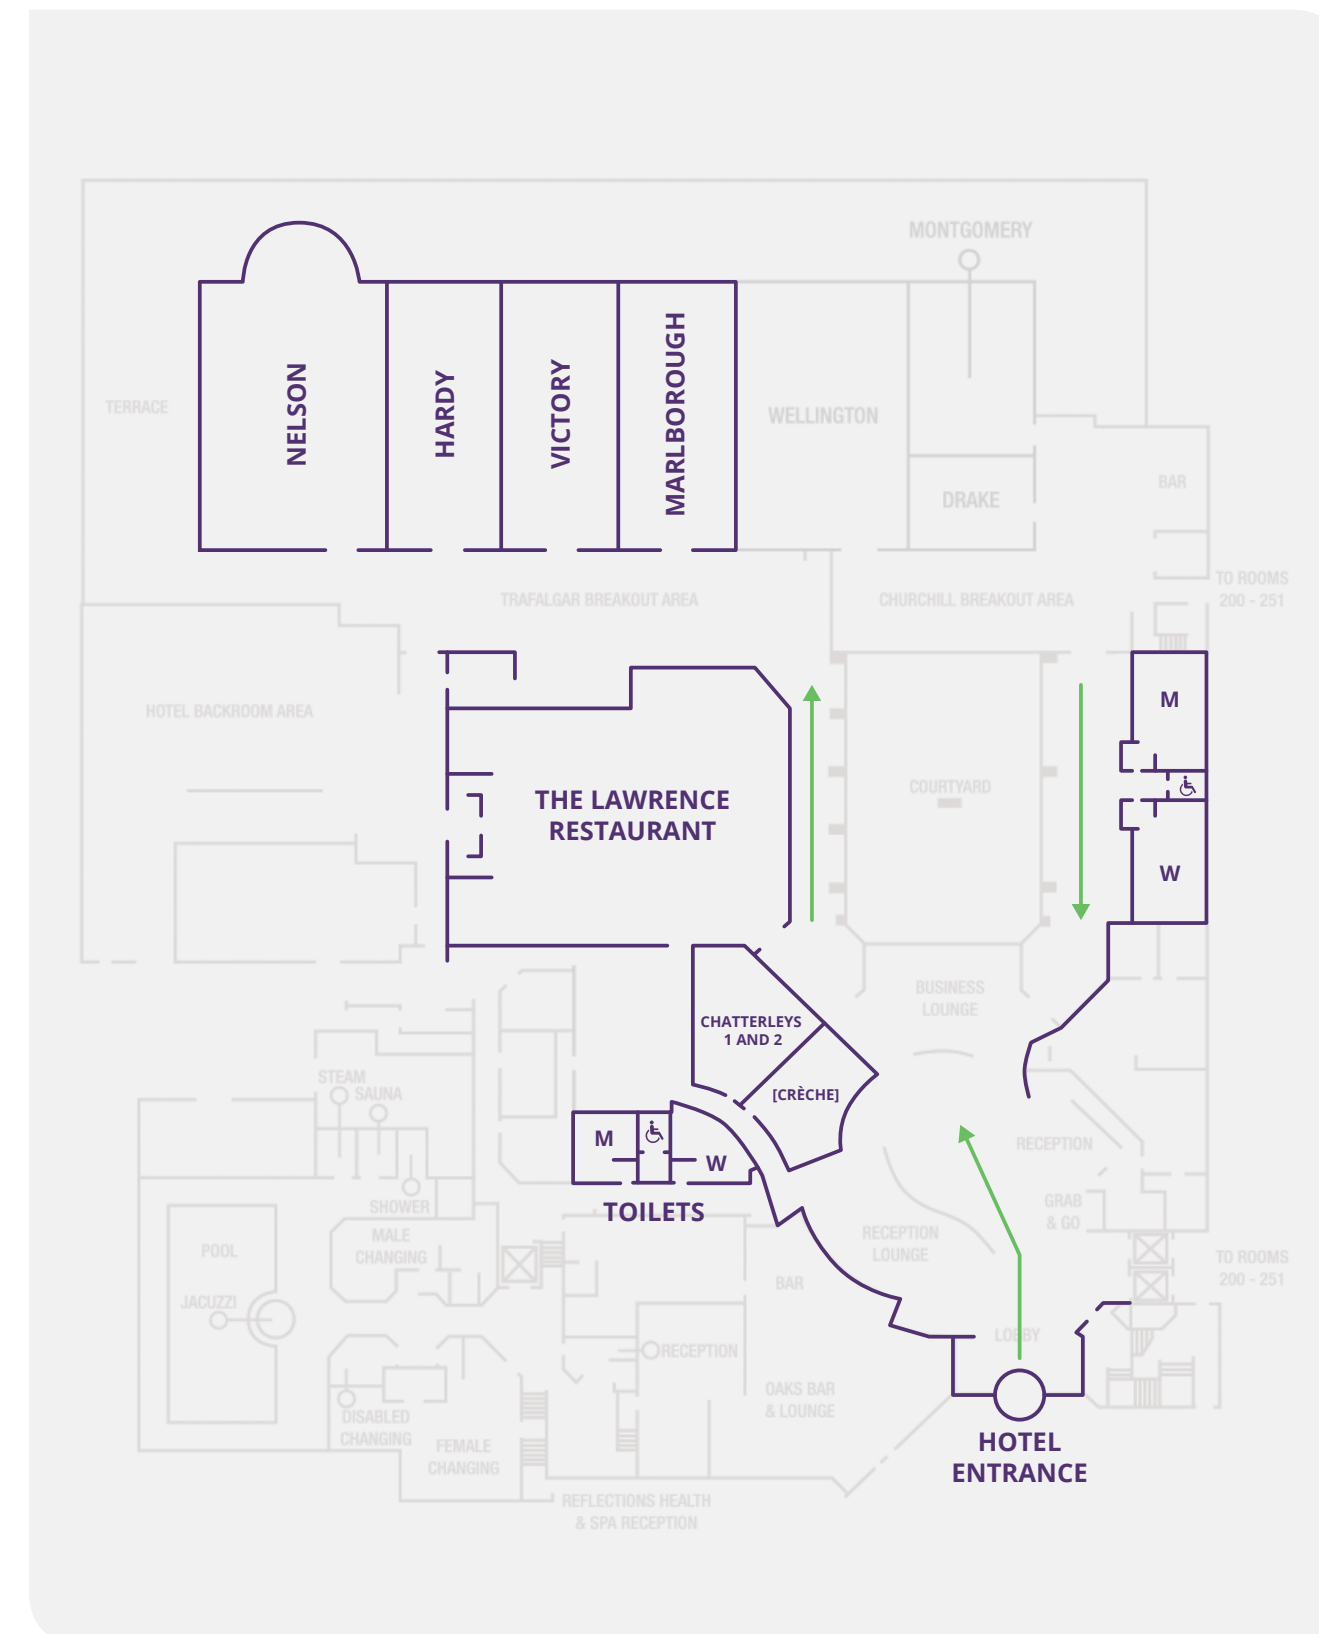 MONTGOMERY
NELSON
HARDY
VICTORY
MARLBOROUGH
TERRACE
WELLINGTON
DRAKE
BAR
TO ROOMS
200 - 251
TRAFALGAR BREAKOUT AREA
CHURCHILL BREAKOUT AREA
HOTEL BACKROOM AREA
M
THE LAWRENCE
RESTAURANT
COURTYARD
W
BUSINESS
LOUNGE
CHATTERLEYS
1 AND 2
[CRÈCHE]
STEAM
SAUNA
M
W
TOILETS
RECEPTION
SHOWER
GRAB
& GO
MALE
CHANGING
POOL
RECEPTION
LOUNGE
TO ROOMS
200 - 251
BAR
JACUZZI
LOBBY
RECEPTION
OAKS BAR
& LOUNGE
DISABLED
CHANGING
FEMALE
CHANGING
HOTEL
ENTRANCE
REFLECTIONS HEALTH
& SPA RECEPTION